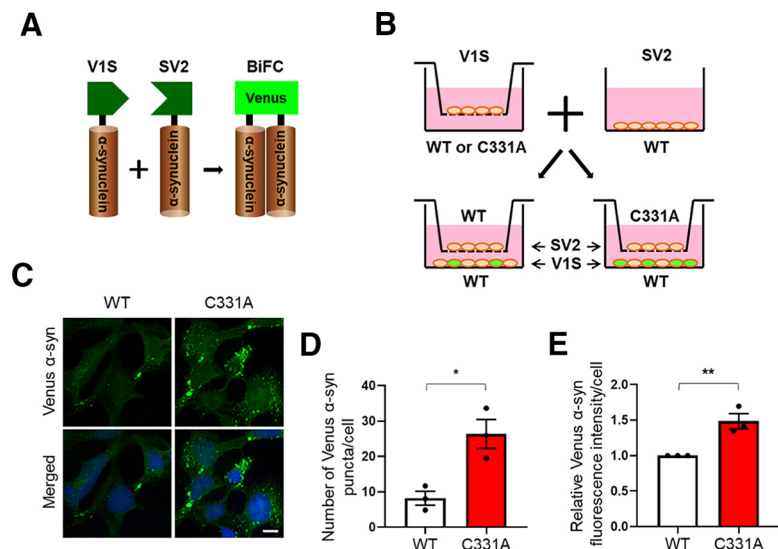 A
V1S SV2 BiFC
Venus
α-synuclein
α-synuclein
α-synuclein
α-synuclein
+
B
V1S SV2
+
WT or C331A WT
WT C331A
SV2
V1S
WT WT
C
WT C331A
Venus α-syn
Merged
D
Number of Venus α-syn
puncta/cell
40
30
20
10
0
*
WT C331A
E
Relative Venus α-syn
fluorescence intensity/cell
2.0
1.5
1.0
0.5
0.0
**
WT C331A